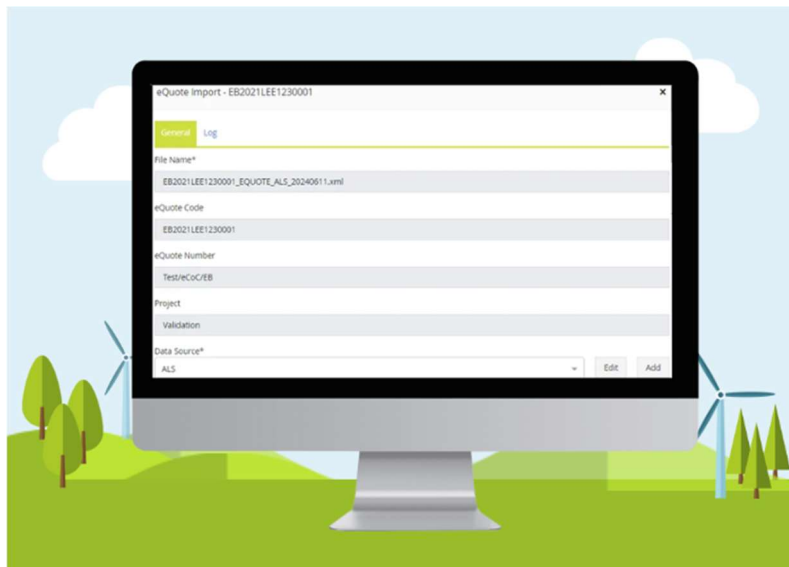 eQuote Import - EB2021LEE1230001 x
General Log
File Name*
EB2021LEE1230001_EQUOTE_ALS_20240611.xml
eQuote Code
EB2021LEE1230001
eQuote Number
Test/eCoC/EB
Project
Validation
Data Source*
ALS Edit Add